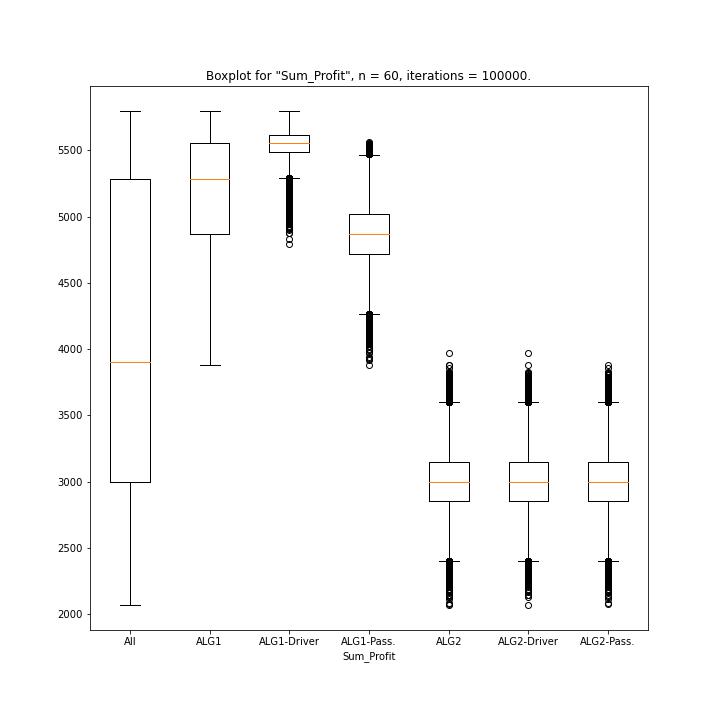 Boxplot for "Sum_Profit", n = 60, iterations = 100000.
5500
5000
4500
4000
3500
3000
2500
2000
All ALG1 ALG1-Driver ALG1-Pass. ALG2 ALG2-Driver ALG2-Pass.
Sum_Profit